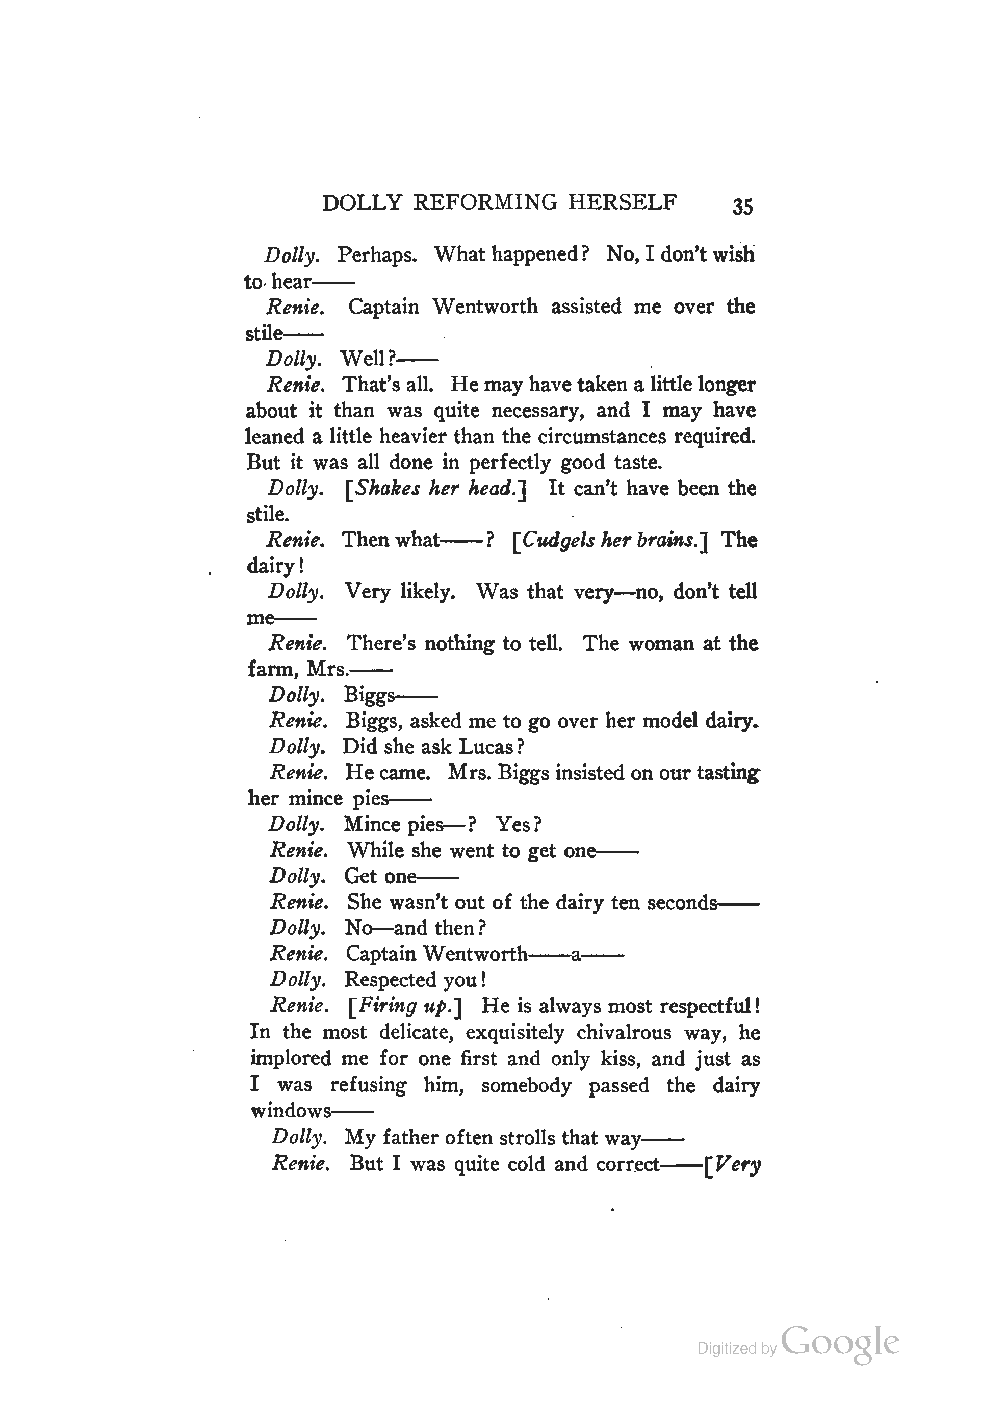 DOLLY REFORMING HERSELF 35
Dolly. Perhaps. What happened? No, I don't wish
to hear——
Renie. Captain Wentworth assisted me over the
stile——
Dolly. Well?——
Renie. That's all. He may have taken a little longer
about it than was quite necessary, and I may have
leaned a little heavier than the circumstances required.
But it was all done in perfectly good taste.
Dolly. [Shakes her head.] It can't have been the
stile.
Renie. Then what——? [Cudgels her brains.] The
dairy!
Dolly. Very likely. Was that very—no, don't tell
me——
Renie. There's nothing to tell. The woman at the
farm, Mrs.——
Dolly. Biggs——
Renie. Biggs, asked me to go over her model dairy.
Dolly. Did she ask Lucas?
Renie. He came. Mrs. Biggs insisted on our tasting
her mince pies——
Dolly. Mince pies—? Yes?
Renie. While she went to get one——
Dolly. Get one——
Renie. She wasn't out of the dairy ten seconds——
Dolly. No—and then?
Renie. Captain Wentworth——a——
Dolly. Respected you!
Renie. [Firing up.] He is always most respectful!
In the most delicate, exquisitely chivalrous way, he
implored me for one first and only kiss, and just as
I was refusing him, somebody passed the dairy
windows——
Dolly. My father often strolls that way——
Renie. But I was quite cold and correct——[Very
Digitized by Google